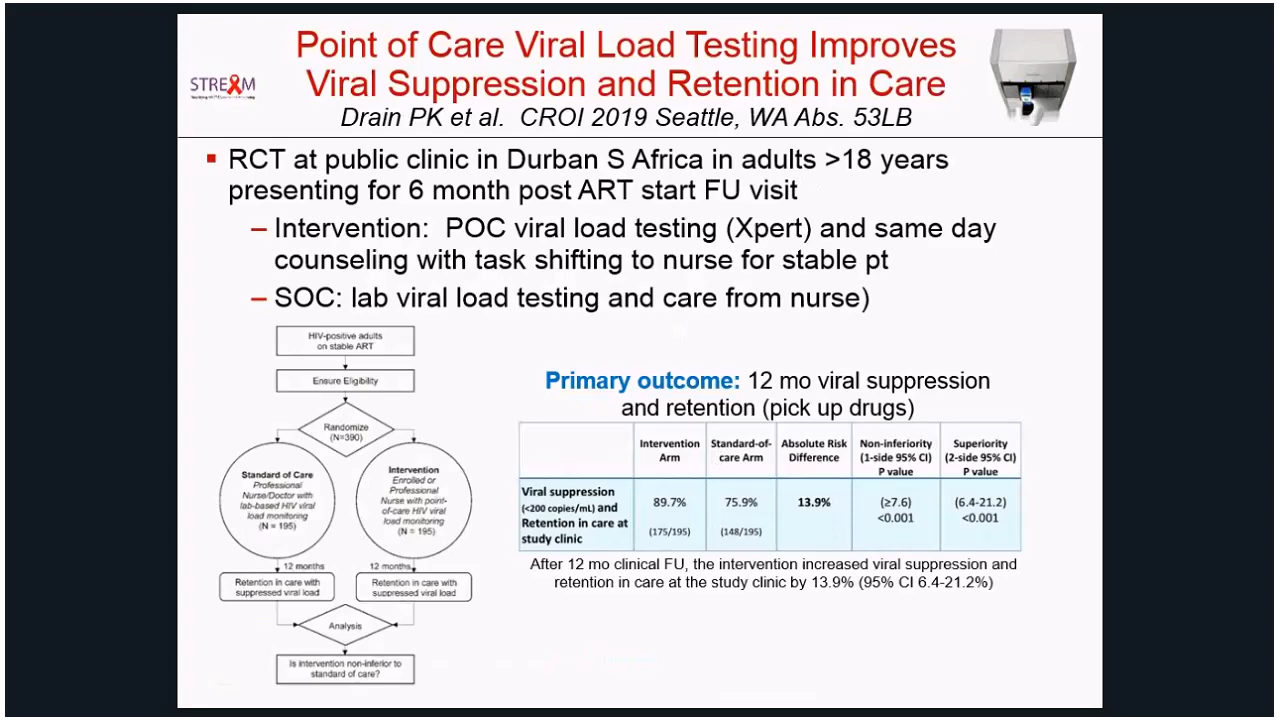 Point of Care Viral Load Testing Improves
Viral Suppression and Retention in Care
Drain PK et al. CROI 2019 Seattle, WA Abs. 53LB
STREAM
▪ RCT at public clinic in Durban S Africa in adults >18 years
presenting for 6 month post ART start FU visit
– Intervention: POC viral load testing (Xpert) and same day
counseling with task shifting to nurse for stable pt
– SOC: lab viral load testing and care from nurse)
HIV-positive adults
on stable ART
Ensure Eligibility
Randomize
(N=390)
Standard of Care
Professional
Nurse/Doctor with
lab-based HIV viral
load monitoring
(N = 195)
Intervention
Enrolled or
Professional
Nurse with point-
of-care HIV viral
load monitoring
(N = 195)
12 months
12 months
Retention in care with
suppressed viral load
Retention in care with
suppressed viral load
Analysis
Is intervention non-inferior to
standard of care?
Primary outcome: 12 mo viral suppression
and retention (pick up drugs)
Intervention
Arm
Standard-of-
care Arm
Absolute Risk
Difference
Non-inferiority
(1-side 95% CI)
P value
Superiority
(2-side 95% CI)
P value
Viral suppression
(<200 copies/mL) and
Retention in care at
study clinic
89.7%
(175/195)
75.9%
(148/195)
13.9%
(≥7.6)
<0.001
(6.4-21.2)
<0.001
After 12 mo clinical FU, the intervention increased viral suppression and
retention in care at the study clinic by 13.9% (95% CI 6.4-21.2%)